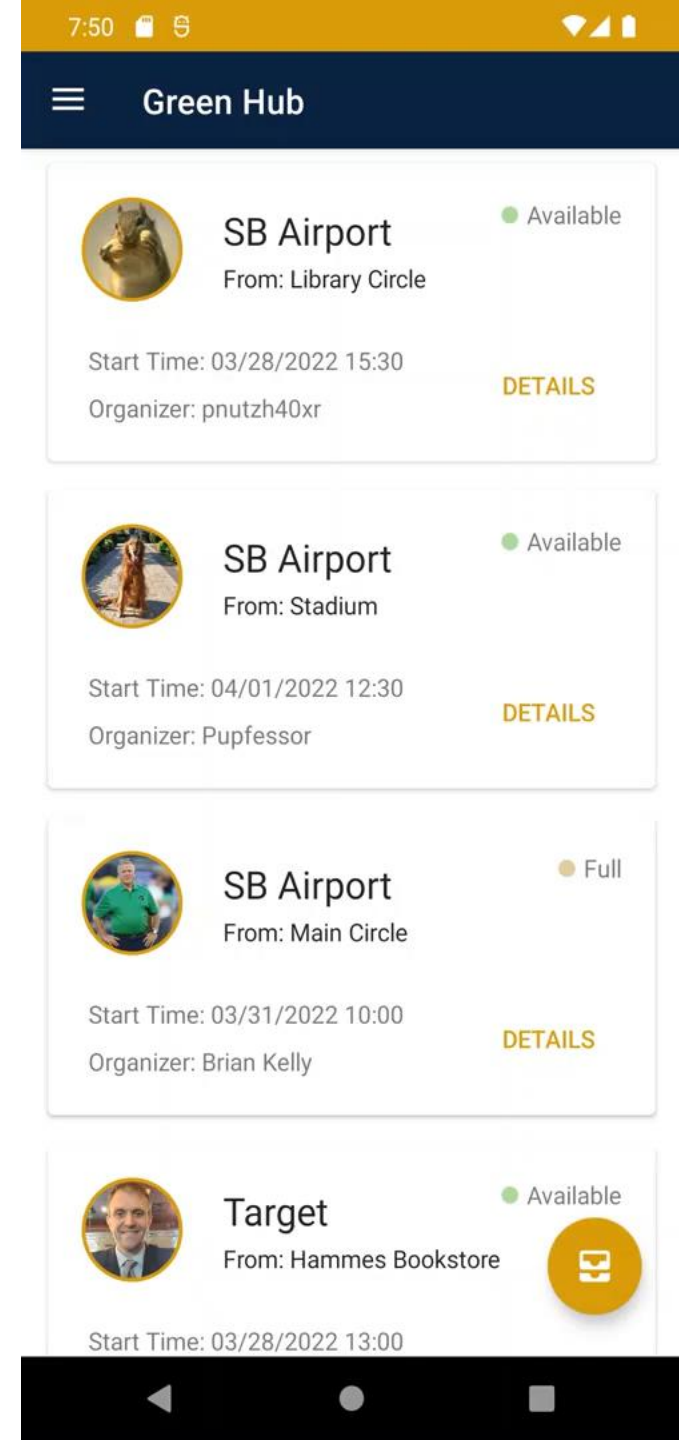 7:50
Green Hub
SB Airport
Available
From: Library Circle
Start Time: 03/28/2022 15:30
DETAILS
Organizer: pnutzh40xr
SB Airport
Available
From: Stadium
Start Time: 04/01/2022 12:30
DETAILS
Organizer: Pupfessor
SB Airport
Full
From: Main Circle
Start Time: 03/31/2022 10:00
DETAILS
Organizer: Brian Kelly
Target
Available
From: Hammes Bookstore
Start Time: 03/28/2022 13:00